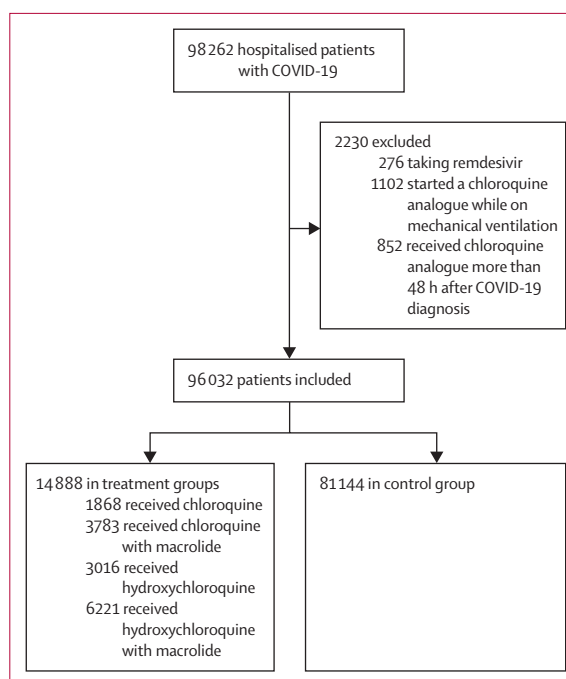 98 262 hospitalised patients
with COVID-19
2230 excluded
276 taking remdesivir
1102 started a chloroquine
analogue while on
mechanical ventilation
852 received chloroquine
analogue more than
48 h after COVID-19
diagnosis
96 032 patients included
14 888 in treatment groups
1868 received chloroquine
3783 received chloroquine
with macrolide
3016 received
hydroxychloroquine
6221 received
hydroxychloroquine
with macrolide
81 144 in control group